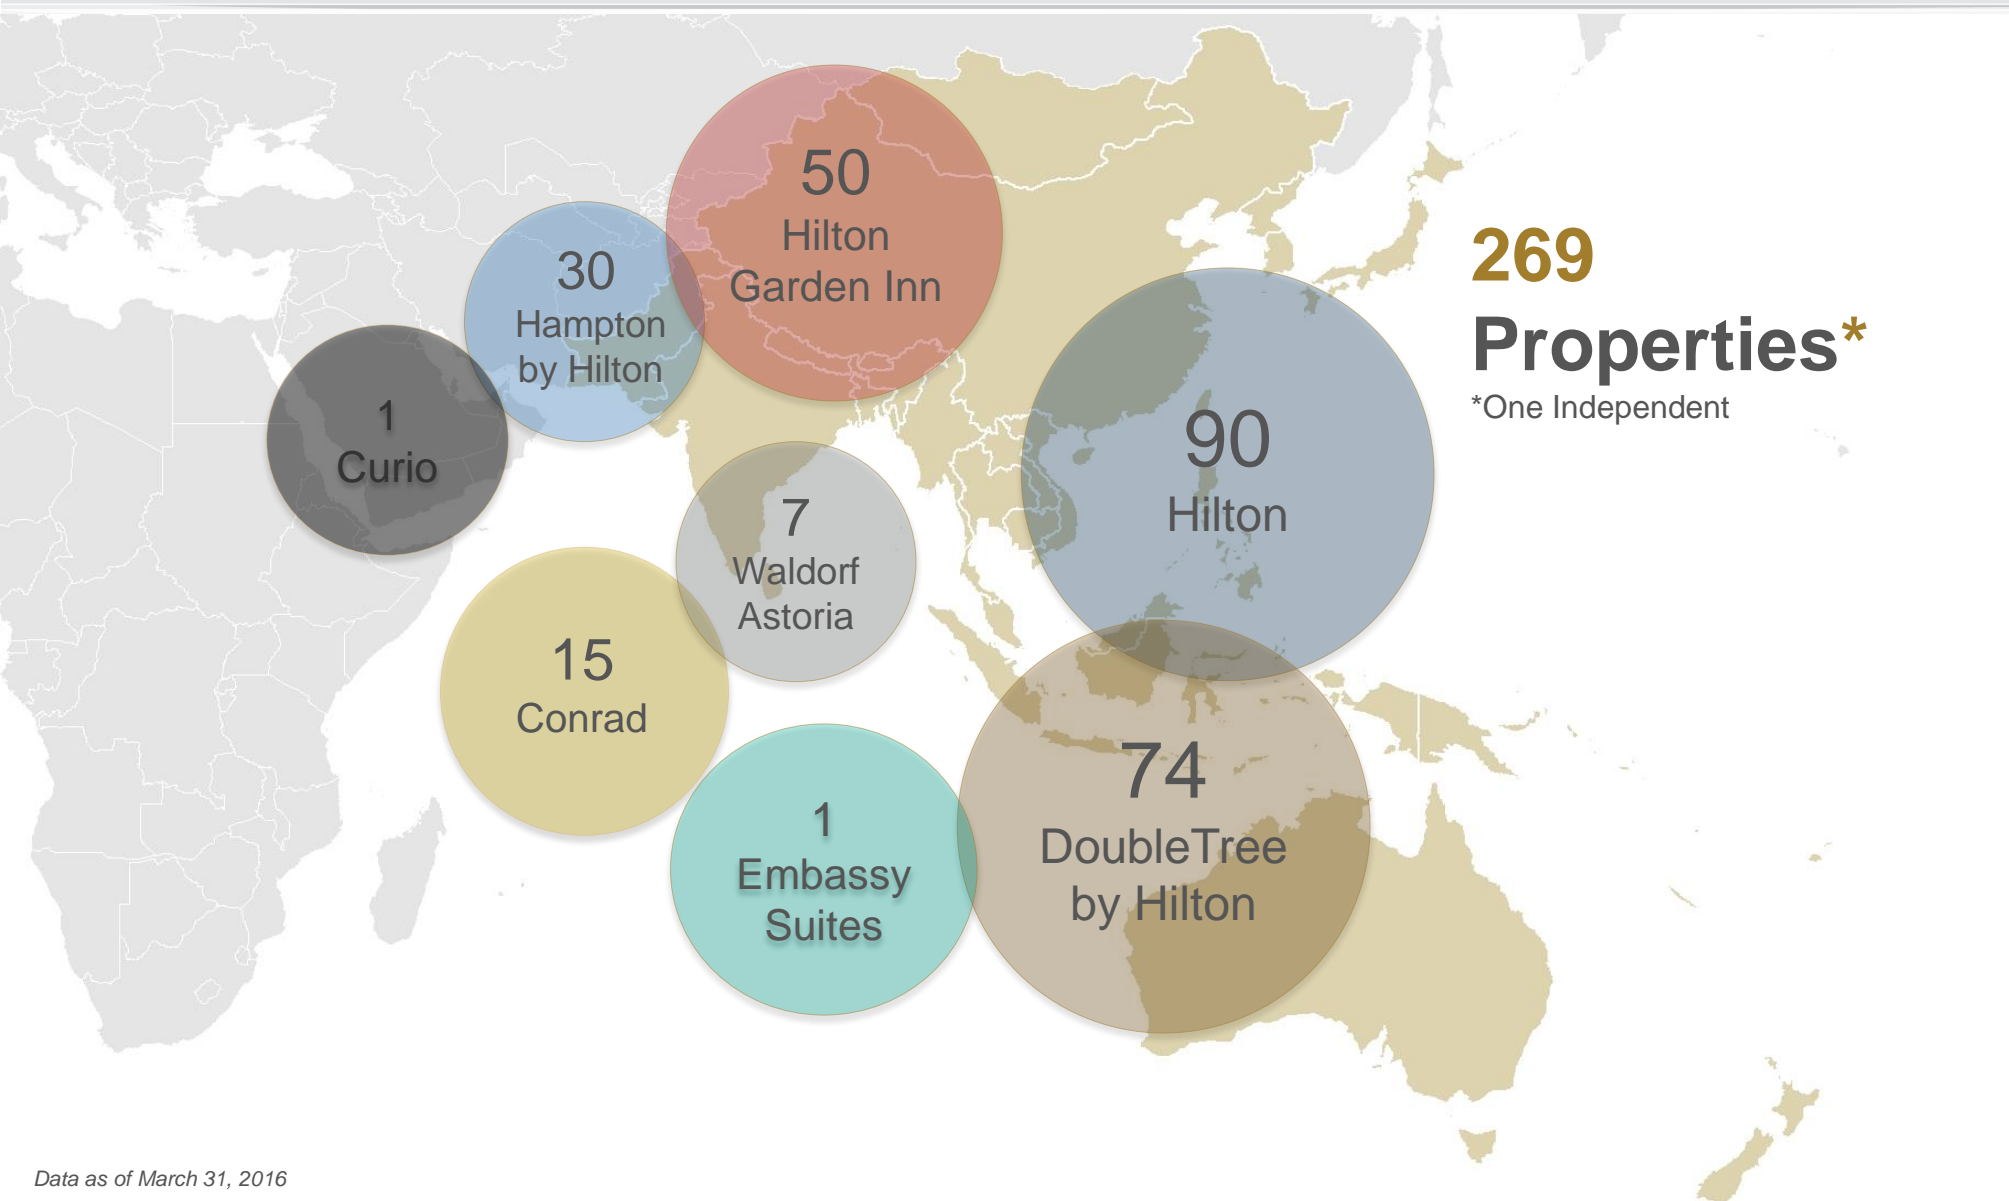 50
Hilton
Garden Inn
30
Hampton
by Hilton
1
Curio
90
Hilton
7
Waldorf
Astoria
15
Conrad
1
Embassy
Suites
74
DoubleTree
by Hilton
269
Properties*
*One Independent
Data as of March 31, 2016